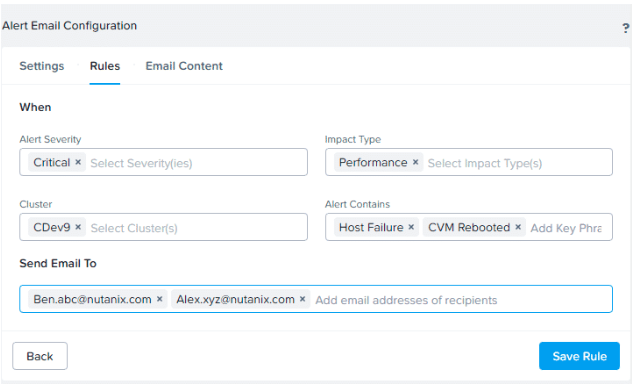 Alert Email Configuration
?
Settings Rules Email Content
When
Alert Severity Impact Type
Critical × Select Severity(ies) Performance × Select Impact Type(s)
Cluster Alert Contains
CDev9 × Select Cluster(s) Host Failure × CVM Rebooted × Add Key Phra
Send Email To
Ben.abc@nutanix.com × Alex.xyz@nutanix.com × Add email addresses of recipients
Back Save Rule